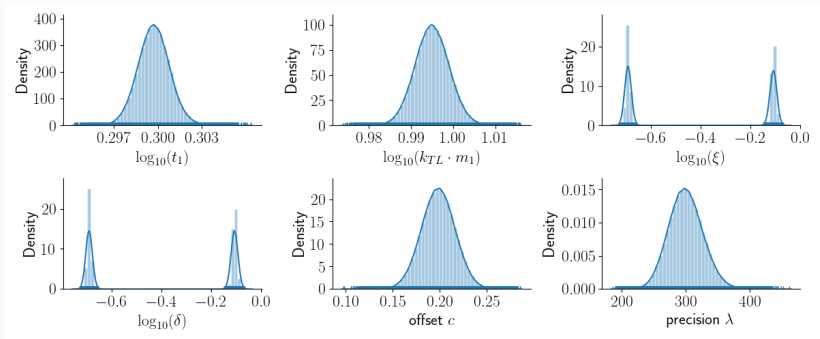 400
300
200
100
0
Density
0.297 0.300 0.303
log₁₀(t₁)
100
75
50
25
0
Density
0.98 0.99 1.00 1.01
log₁₀(k_TL · m₁)
20
10
0
Density
−0.6 −0.4 −0.2 0.0
log₁₀(ξ)
20
10
0
Density
−0.6 −0.4 −0.2 0.0
log₁₀(δ)
20
15
10
5
0
Density
0.10 0.15 0.20 0.25
offset c
0.015
0.010
0.005
0.000
Density
200 300 400
precision λ